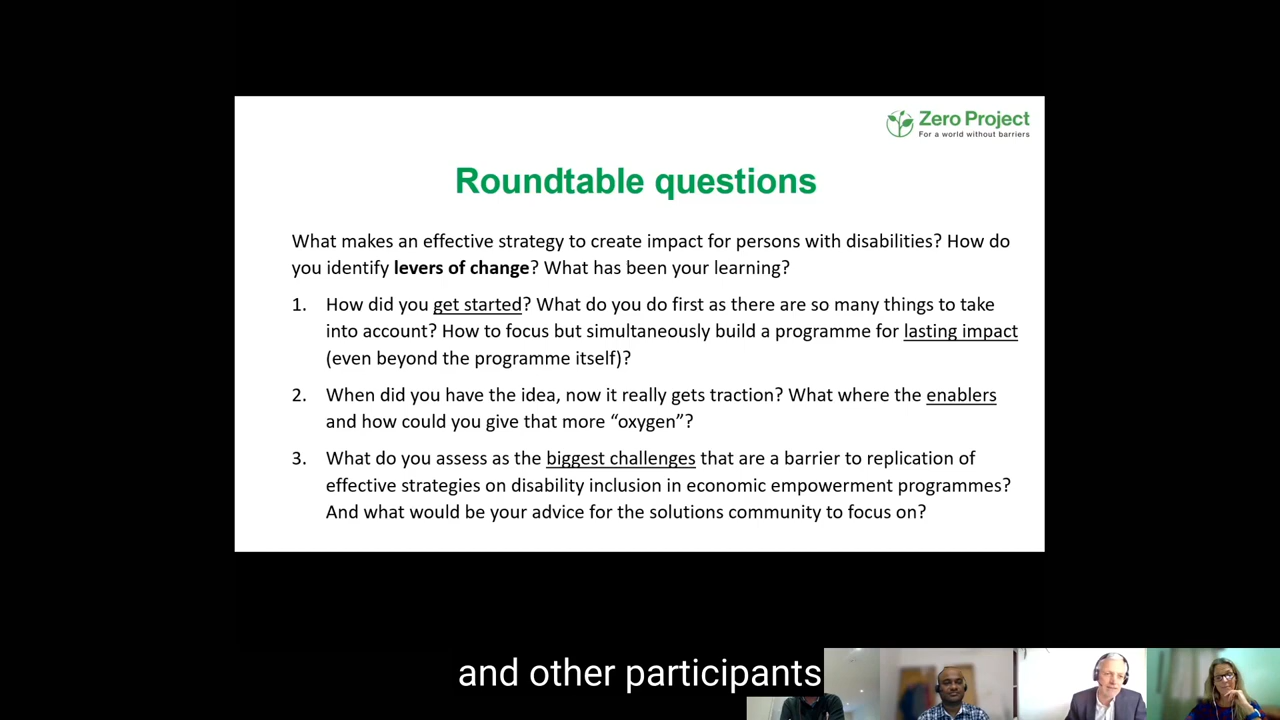 Zero Project
For a world without barriers
Roundtable questions
What makes an effective strategy to create impact for persons with disabilities? How do
you identify levers of change? What has been your learning?
1. How did you get started? What do you do first as there are so many things to take
into account? How to focus but simultaneously build a programme for lasting impact
(even beyond the programme itself)?
2. When did you have the idea, now it really gets traction? What where the enablers
and how could you give that more “oxygen”?
3. What do you assess as the biggest challenges that are a barrier to replication of
effective strategies on disability inclusion in economic empowerment programmes?
And what would be your advice for the solutions community to focus on?
and other participants